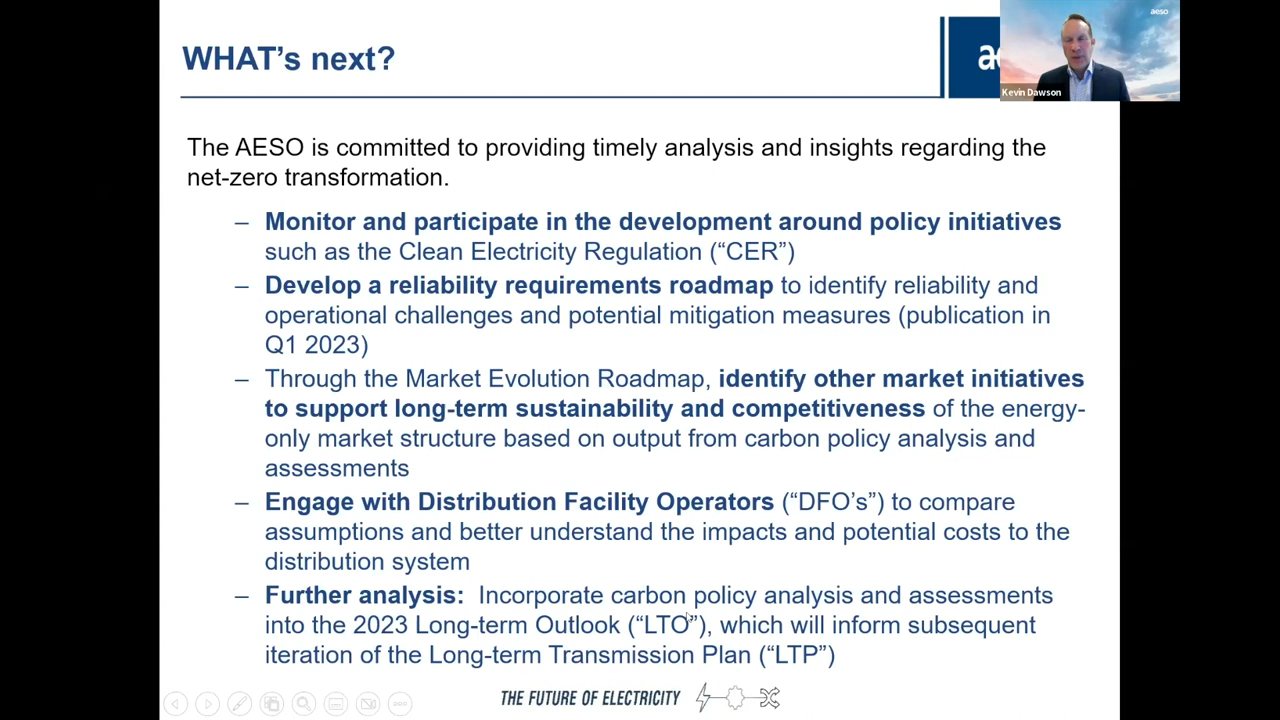 WHAT's next?
aeso
Kevin Dawson
The AESO is committed to providing timely analysis and insights regarding the
net-zero transformation.
– Monitor and participate in the development around policy initiatives
such as the Clean Electricity Regulation (“CER”)
– Develop a reliability requirements roadmap to identify reliability and
operational challenges and potential mitigation measures (publication in
Q1 2023)
– Through the Market Evolution Roadmap, identify other market initiatives
to support long-term sustainability and competitiveness of the energy-
only market structure based on output from carbon policy analysis and
assessments
– Engage with Distribution Facility Operators (“DFO’s”) to compare
assumptions and better understand the impacts and potential costs to the
distribution system
– Further analysis: Incorporate carbon policy analysis and assessments
into the 2023 Long-term Outlook (“LTO”), which will inform subsequent
iteration of the Long-term Transmission Plan (“LTP”)
THE FUTURE OF ELECTRICITY